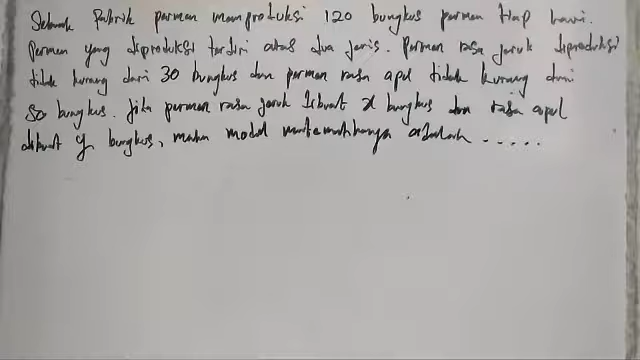 Sebuah Pabrik permen memproduksi 120 bungkus permen tiap hari.
Permen yang diproduksi terdiri atas dua jenis. Permen rasa jeruk diproduksi
tidak kurang dari 30 bungkus dan permen rasa apel tidak kurang dari
50 bungkus. Jika permen rasa jeruk dibuat x bungkus dan rasa apel
dibuat y bungkus, maka model matematikanya adalah .....